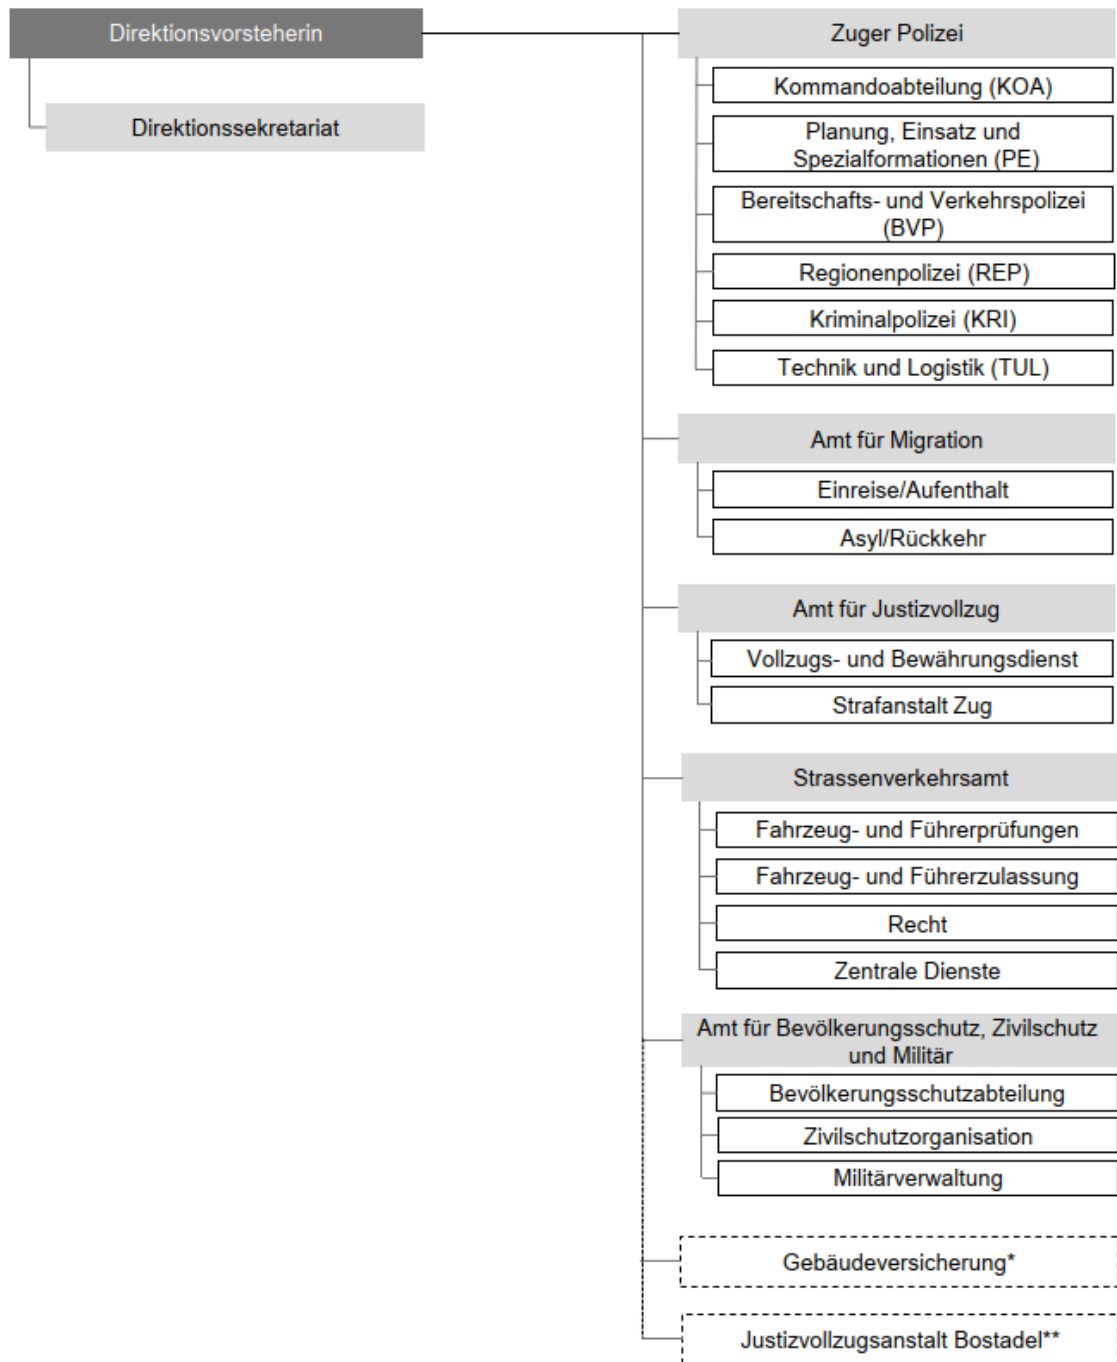 Direktionsvorsteherin
Direktionssekretariat
Zuger Polizei
Kommandoabteilung (KOA)
Planung, Einsatz und
Spezialformationen (PE)
Bereitschafts- und Verkehrspolizei
(BVP)
Regionenpolizei (REP)
Kriminalpolizei (KRI)
Technik und Logistik (TUL)
Amt für Migration
Einreise/Aufenthalt
Asyl/Rückkehr
Amt für Justizvollzug
Vollzugs- und Bewährungsdienst
Strafanstalt Zug
Strassenverkehrsamt
Fahrzeug- und Führerprüfungen
Fahrzeug- und Führerzulassung
Recht
Zentrale Dienste
Amt für Bevölkerungsschutz, Zivilschutz
und Militär
Bevölkerungsschutzabteilung
Zivilschutzorganisation
Militärverwaltung
Gebäudeversicherung*
Justizvollzugsanstalt Bostadel**